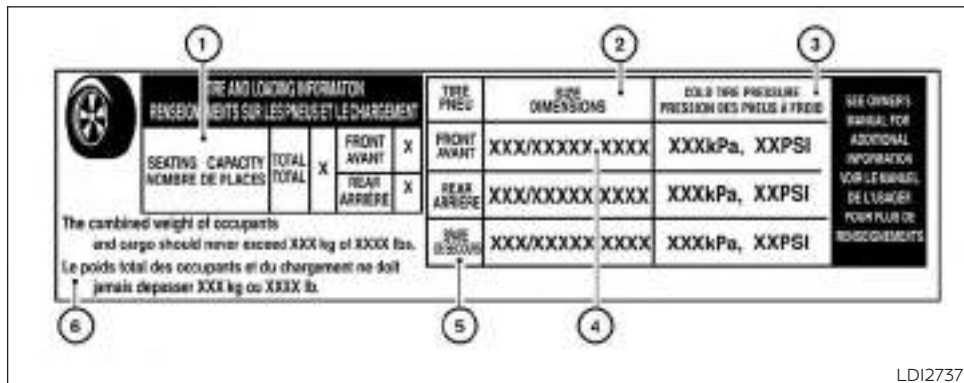 1
2
3
TIRE AND LOADING INFORMATION
RENSEIGNEMENTS SUR LES PNEUS ET LE CHARGEMENT
SEATING CAPACITY
NOMBRE DE PLACES
TOTAL
TOTAL
X
FRONT
AVANT
X
REAR
ARRIÈRE
X
The combined weight of occupants
and cargo should never exceed XXX kg of XXXX lbs.
Le poids total des occupants et du chargement ne doit
jamais depasser XXX kg ou XXXX lb.
TIRE
PNEU
SIZE
DIMENSIONS
COLD TIRE PRESSURE
PRESSION DES PNEUS À FROID
FRONT
AVANT
XXX/XXXXX XXXX
XXXkPa, XXPSI
REAR
ARRIÈRE
XXX/XXXXX XXXX
XXXkPa, XXPSI
SPARE
DE SECOURS
XXX/XXXXX XXXX
XXXkPa, XXPSI
SEE OWNER'S
MANUAL FOR
ADDITIONAL
INFORMATION
VOIR LE MANUEL
DE L'USAGER
POUR PLUS DE
RENSEIGNEMENTS
6
5
4
LDI2737